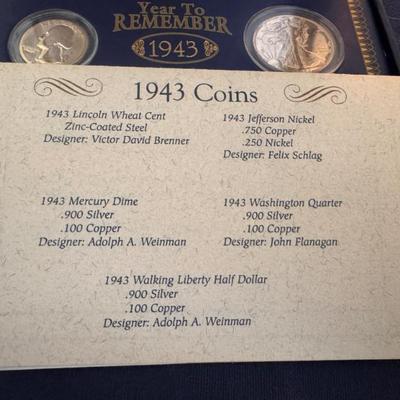 Year To
REMEMBER
1943
1943 Coins
1943 Lincoln Wheat Cent
Zinc-Coated Steel
Designer: Victor David Brenner
1943 Jefferson Nickel
.750 Copper
.250 Nickel
Designer: Felix Schlag
1943 Mercury Dime
.900 Silver
.100 Copper
Designer: Adolph A. Weinman
1943 Washington Quarter
.900 Silver
.100 Copper
Designer: John Flanagan
1943 Walking Liberty Half Dollar
.900 Silver
.100 Copper
Designer: Adolph A. Weinman